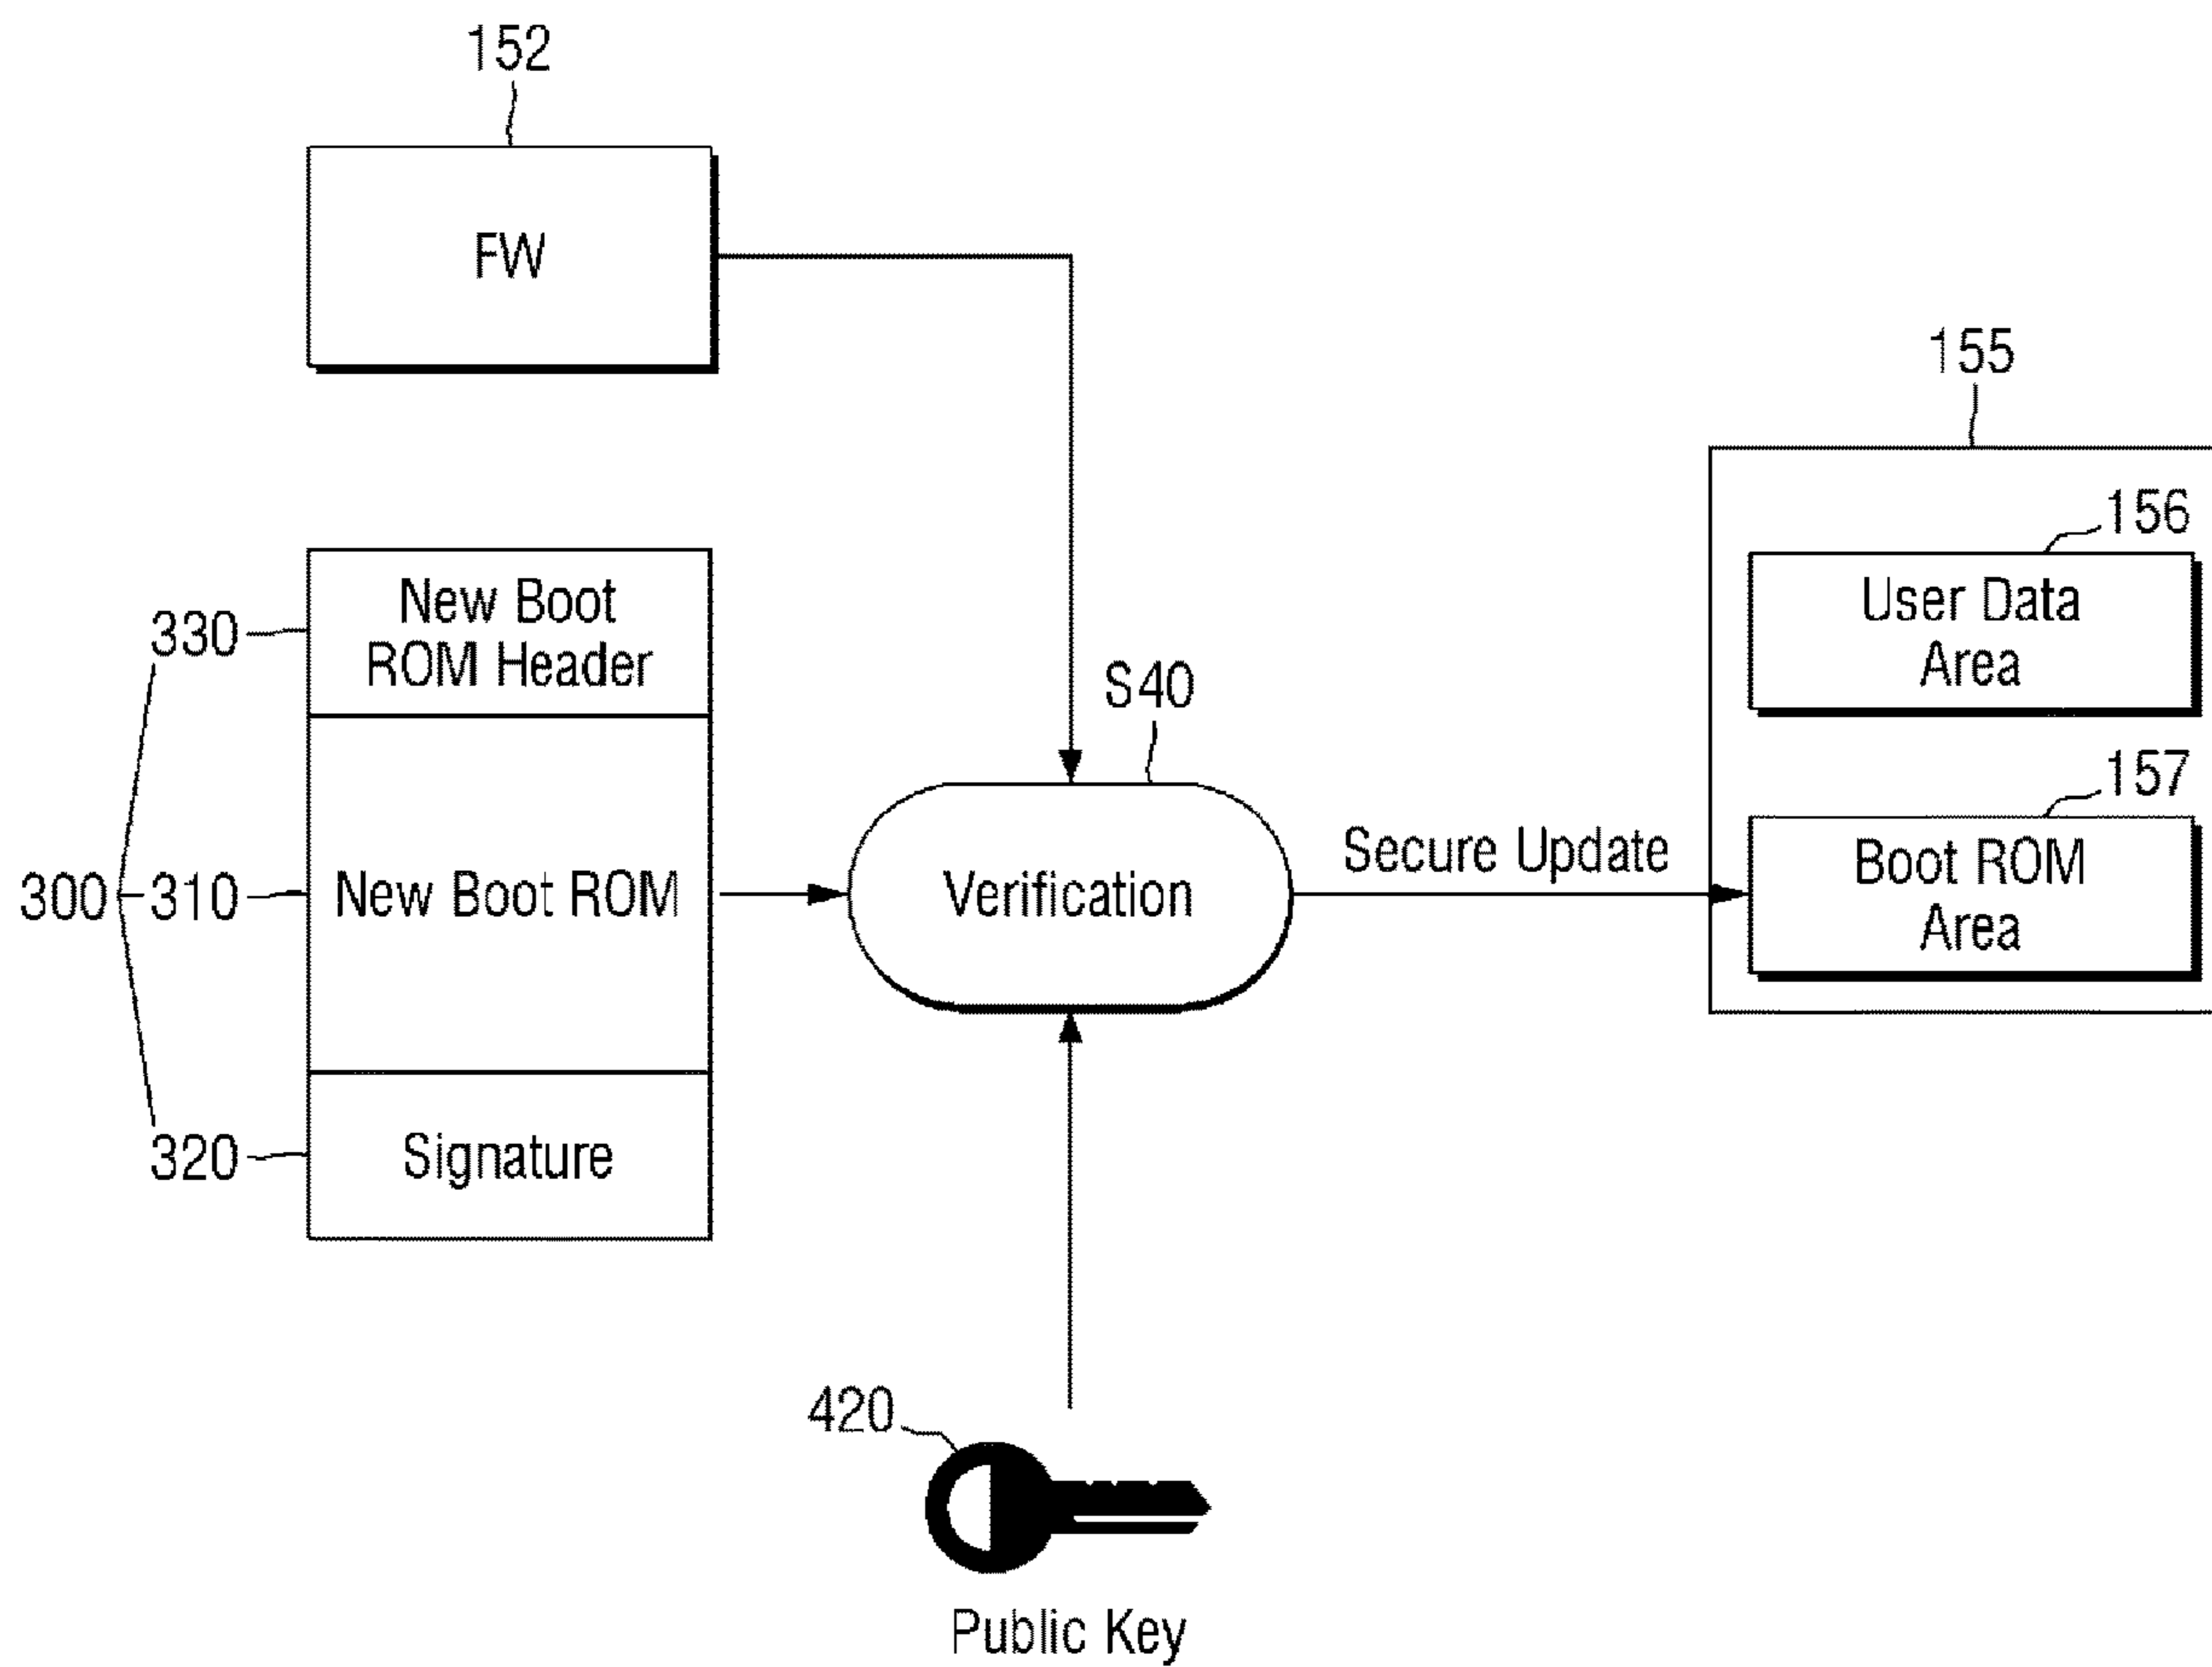 152
FW
155
156
User Data
Area
New Boot
ROM Header
330
S40
157
300
310
New Boot ROM
Verification
Secure Update
Boot ROM
Area
320
Signature
420
Public Key